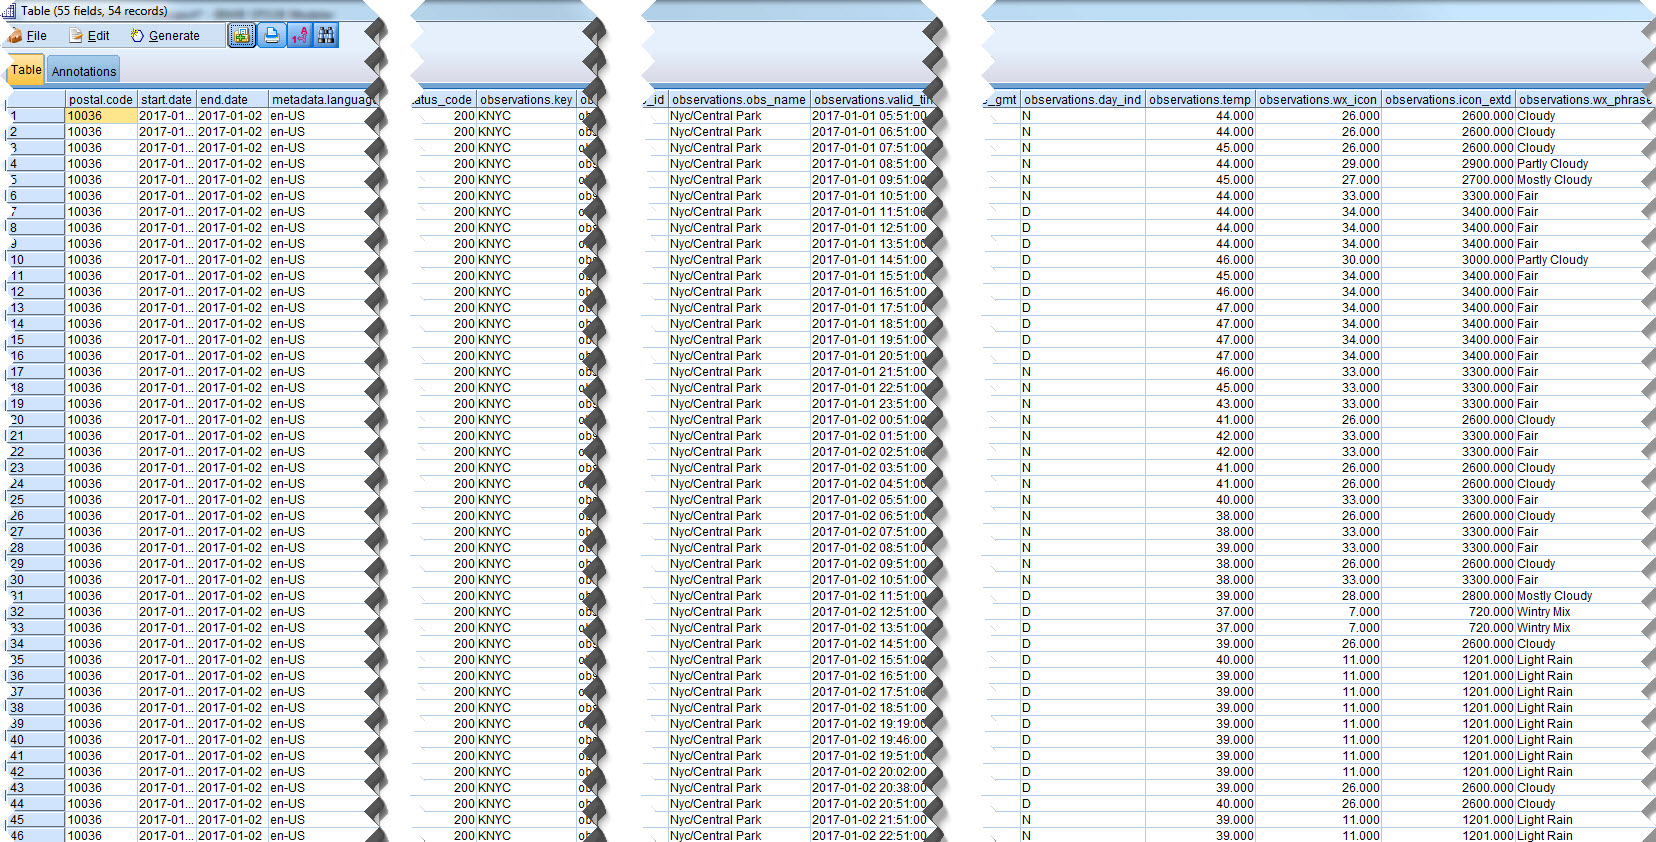 Table (55 fields, 54 records)
File Edit Generate
Table Annotations
postal.code start.date end.date metadata.language atus_code observations.key ob _id observations.obs_name observations.valid_tim _gmt observations.day_ind observations.temp observations.wx_icon observations.icon_extd observations.wx_phrase
1 10036 2017-01... 2017-01-02 en-US 200 KNYC Nyc/Central Park 2017-01-01 05:51:00 N 44.000 26.000 2600.000 Cloudy
2 10036 2017-01... 2017-01-02 en-US 200 KNYC Nyc/Central Park 2017-01-01 06:51:00 N 44.000 26.000 2600.000 Cloudy
3 10036 2017-01... 2017-01-02 en-US 200 KNYC Nyc/Central Park 2017-01-01 07:51:00 N 45.000 26.000 2600.000 Cloudy
4 10036 2017-01... 2017-01-02 en-US 200 KNYC Nyc/Central Park 2017-01-01 08:51:00 N 44.000 29.000 2900.000 Partly Cloudy
5 10036 2017-01... 2017-01-02 en-US 200 KNYC Nyc/Central Park 2017-01-01 09:51:00 N 45.000 27.000 2700.000 Mostly Cloudy
6 10036 2017-01... 2017-01-02 en-US 200 KNYC Nyc/Central Park 2017-01-01 10:51:00 N 44.000 33.000 3300.000 Fair
7 10036 2017-01... 2017-01-02 en-US 200 KNYC Nyc/Central Park 2017-01-01 11:51:00 D 44.000 34.000 3400.000 Fair
8 10036 2017-01... 2017-01-02 en-US 200 KNYC Nyc/Central Park 2017-01-01 12:51:00 D 44.000 34.000 3400.000 Fair
9 10036 2017-01... 2017-01-02 en-US 200 KNYC Nyc/Central Park 2017-01-01 13:51:00 D 44.000 34.000 3400.000 Fair
10 10036 2017-01... 2017-01-02 en-US 200 KNYC Nyc/Central Park 2017-01-01 14:51:00 D 46.000 30.000 3000.000 Partly Cloudy
11 10036 2017-01... 2017-01-02 en-US 200 KNYC Nyc/Central Park 2017-01-01 15:51:00 D 45.000 34.000 3400.000 Fair
12 10036 2017-01... 2017-01-02 en-US 200 KNYC Nyc/Central Park 2017-01-01 16:51:00 D 46.000 34.000 3400.000 Fair
13 10036 2017-01... 2017-01-02 en-US 200 KNYC Nyc/Central Park 2017-01-01 17:51:00 D 47.000 34.000 3400.000 Fair
14 10036 2017-01... 2017-01-02 en-US 200 KNYC Nyc/Central Park 2017-01-01 18:51:00 D 47.000 34.000 3400.000 Fair
15 10036 2017-01... 2017-01-02 en-US 200 KNYC Nyc/Central Park 2017-01-01 19:51:00 D 47.000 34.000 3400.000 Fair
16 10036 2017-01... 2017-01-02 en-US 200 KNYC Nyc/Central Park 2017-01-01 20:51:00 D 47.000 34.000 3400.000 Fair
17 10036 2017-01... 2017-01-02 en-US 200 KNYC Nyc/Central Park 2017-01-01 21:51:00 N 46.000 33.000 3300.000 Fair
18 10036 2017-01... 2017-01-02 en-US 200 KNYC Nyc/Central Park 2017-01-01 22:51:00 N 45.000 33.000 3300.000 Fair
19 10036 2017-01... 2017-01-02 en-US 200 KNYC Nyc/Central Park 2017-01-01 23:51:00 N 43.000 33.000 3300.000 Fair
20 10036 2017-01... 2017-01-02 en-US 200 KNYC Nyc/Central Park 2017-01-02 00:51:00 N 41.000 26.000 2600.000 Cloudy
21 10036 2017-01... 2017-01-02 en-US 200 KNYC Nyc/Central Park 2017-01-02 01:51:00 N 42.000 33.000 3300.000 Fair
22 10036 2017-01... 2017-01-02 en-US 200 KNYC Nyc/Central Park 2017-01-02 02:51:00 N 42.000 33.000 3300.000 Fair
23 10036 2017-01... 2017-01-02 en-US 200 KNYC Nyc/Central Park 2017-01-02 03:51:00 N 41.000 26.000 2600.000 Cloudy
24 10036 2017-01... 2017-01-02 en-US 200 KNYC Nyc/Central Park 2017-01-02 04:51:00 N 41.000 26.000 2600.000 Cloudy
25 10036 2017-01... 2017-01-02 en-US 200 KNYC Nyc/Central Park 2017-01-02 05:51:00 N 40.000 33.000 3300.000 Fair
26 10036 2017-01... 2017-01-02 en-US 200 KNYC Nyc/Central Park 2017-01-02 06:51:00 N 38.000 26.000 2600.000 Cloudy
27 10036 2017-01... 2017-01-02 en-US 200 KNYC Nyc/Central Park 2017-01-02 07:51:00 N 38.000 33.000 3300.000 Fair
28 10036 2017-01... 2017-01-02 en-US 200 KNYC Nyc/Central Park 2017-01-02 08:51:00 N 39.000 33.000 3300.000 Fair
29 10036 2017-01... 2017-01-02 en-US 200 KNYC Nyc/Central Park 2017-01-02 09:51:00 N 38.000 26.000 2600.000 Cloudy
30 10036 2017-01... 2017-01-02 en-US 200 KNYC Nyc/Central Park 2017-01-02 10:51:00 N 38.000 33.000 3300.000 Fair
31 10036 2017-01... 2017-01-02 en-US 200 KNYC Nyc/Central Park 2017-01-02 11:51:00 D 39.000 28.000 2800.000 Mostly Cloudy
32 10036 2017-01... 2017-01-02 en-US 200 KNYC Nyc/Central Park 2017-01-02 12:51:00 D 37.000 7.000 720.000 Wintry Mix
33 10036 2017-01... 2017-01-02 en-US 200 KNYC Nyc/Central Park 2017-01-02 13:51:00 D 37.000 7.000 720.000 Wintry Mix
34 10036 2017-01... 2017-01-02 en-US 200 KNYC Nyc/Central Park 2017-01-02 14:51:00 D 39.000 26.000 2600.000 Cloudy
35 10036 2017-01... 2017-01-02 en-US 200 KNYC Nyc/Central Park 2017-01-02 15:51:00 D 40.000 11.000 1201.000 Light Rain
36 10036 2017-01... 2017-01-02 en-US 200 KNYC Nyc/Central Park 2017-01-02 16:51:00 D 39.000 11.000 1201.000 Light Rain
37 10036 2017-01... 2017-01-02 en-US 200 KNYC Nyc/Central Park 2017-01-02 17:51:00 D 39.000 11.000 1201.000 Light Rain
38 10036 2017-01... 2017-01-02 en-US 200 KNYC Nyc/Central Park 2017-01-02 18:51:00 D 39.000 11.000 1201.000 Light Rain
39 10036 2017-01... 2017-01-02 en-US 200 KNYC Nyc/Central Park 2017-01-02 19:19:00 D 39.000 11.000 1201.000 Light Rain
40 10036 2017-01... 2017-01-02 en-US 200 KNYC Nyc/Central Park 2017-01-02 19:46:00 D 39.000 11.000 1201.000 Light Rain
41 10036 2017-01... 2017-01-02 en-US 200 KNYC Nyc/Central Park 2017-01-02 19:51:00 D 39.000 11.000 1201.000 Light Rain
42 10036 2017-01... 2017-01-02 en-US 200 KNYC Nyc/Central Park 2017-01-02 20:02:00 D 39.000 11.000 1201.000 Light Rain
43 10036 2017-01... 2017-01-02 en-US 200 KNYC Nyc/Central Park 2017-01-02 20:38:00 D 39.000 26.000 2600.000 Cloudy
44 10036 2017-01... 2017-01-02 en-US 200 KNYC Nyc/Central Park 2017-01-02 20:51:00 D 40.000 26.000 2600.000 Cloudy
45 10036 2017-01... 2017-01-02 en-US 200 KNYC Nyc/Central Park 2017-01-02 21:51:00 N 39.000 11.000 1201.000 Light Rain
46 10036 2017-01... 2017-01-02 en-US 200 KNYC Nyc/Central Park 2017-01-02 22:51:00 N 39.000 11.000 1201.000 Light Rain